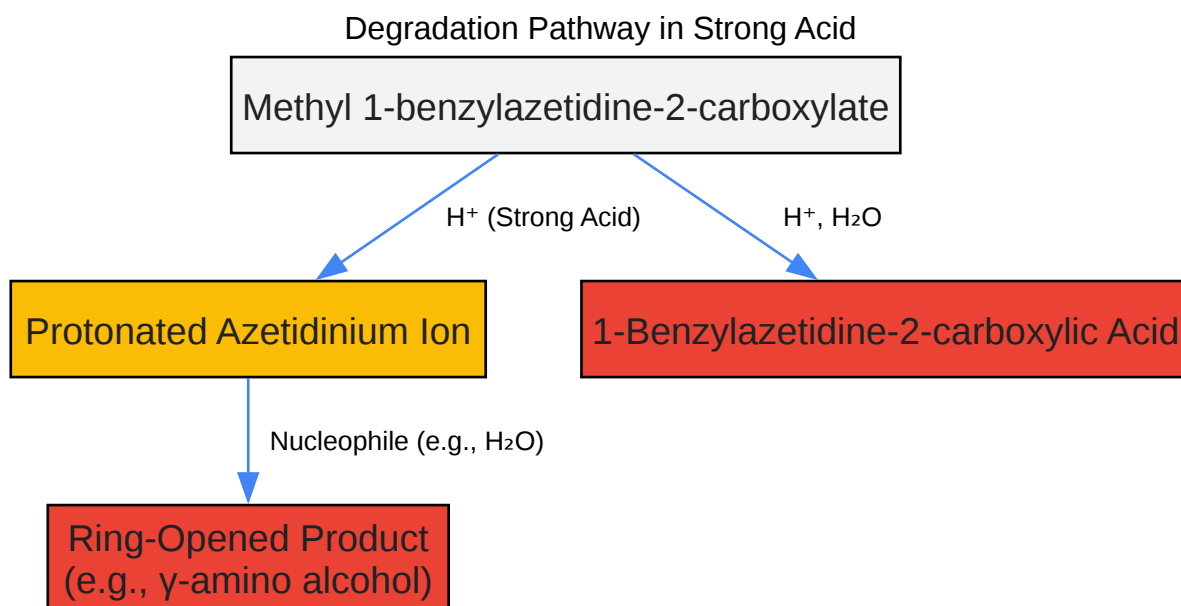 Degradation Pathway in Strong Acid
Methyl 1-benzylazetidine-2-carboxylate
H⁺ (Strong Acid)
H⁺, H₂O
Protonated Azetidinium Ion
1-Benzylazetidine-2-carboxylic Acid
Nucleophile (e.g., H₂O)
Ring-Opened Product
(e.g., γ-amino alcohol)